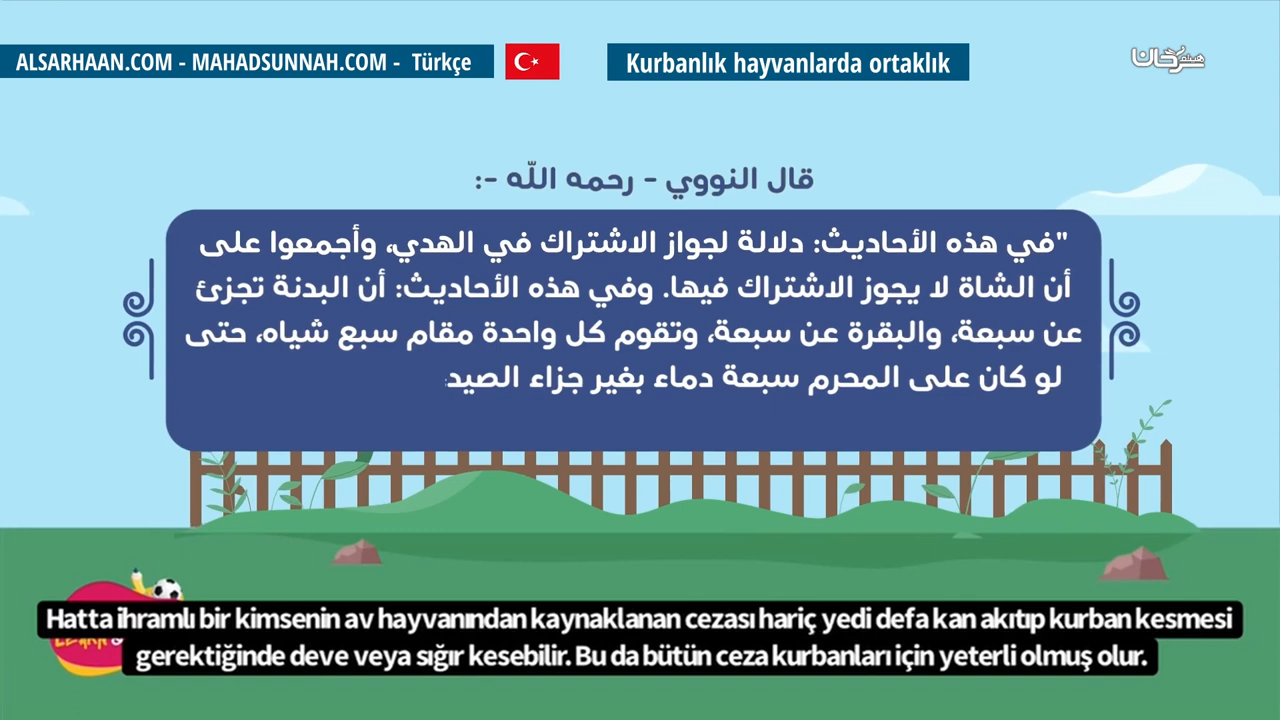 ALSARHAAN.COM - MAHADSUNNAH.COM - Türkçe
Kurbanlık hayvanlarda ortaklık
هيثم سرحان
قال النووي - رحمه اللّه -:
"في هذه الأحاديث: دلالة لجواز الاشتراك في الهدي، وأجمعوا على
أن الشاة لا يجوز الاشتراك فيها. وفي هذه الأحاديث: أن البدنة تجزئ
عن سبعة، والبقرة عن سبعة، وتقوم كل واحدة مقام سبع شياه، حتى
لو كان على المحرم سبعة دماء بغير جزاء الصيد
Hatta ihramlı bir kimsenin av hayvanından kaynaklanan cezası hariç yedi defa kan akıtıp kurban kesmesi
gerektiğinde deve veya sığır kesebilir. Bu da bütün ceza kurbanları için yeterli olmuş olur.